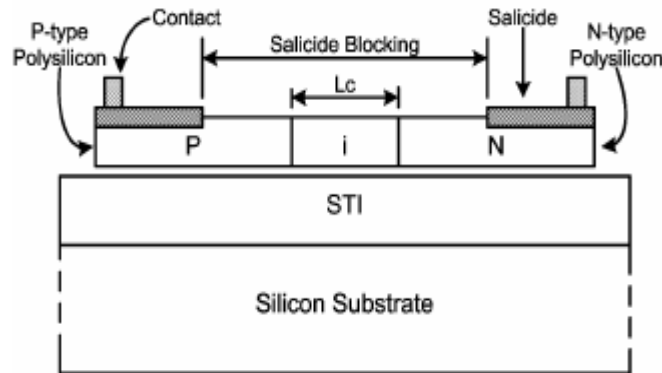 P-type
Polysilicon
Contact
Salicide Blocking
Salicide
N-type
Polysilicon
Lc
P
i
N
STI
Silicon Substrate